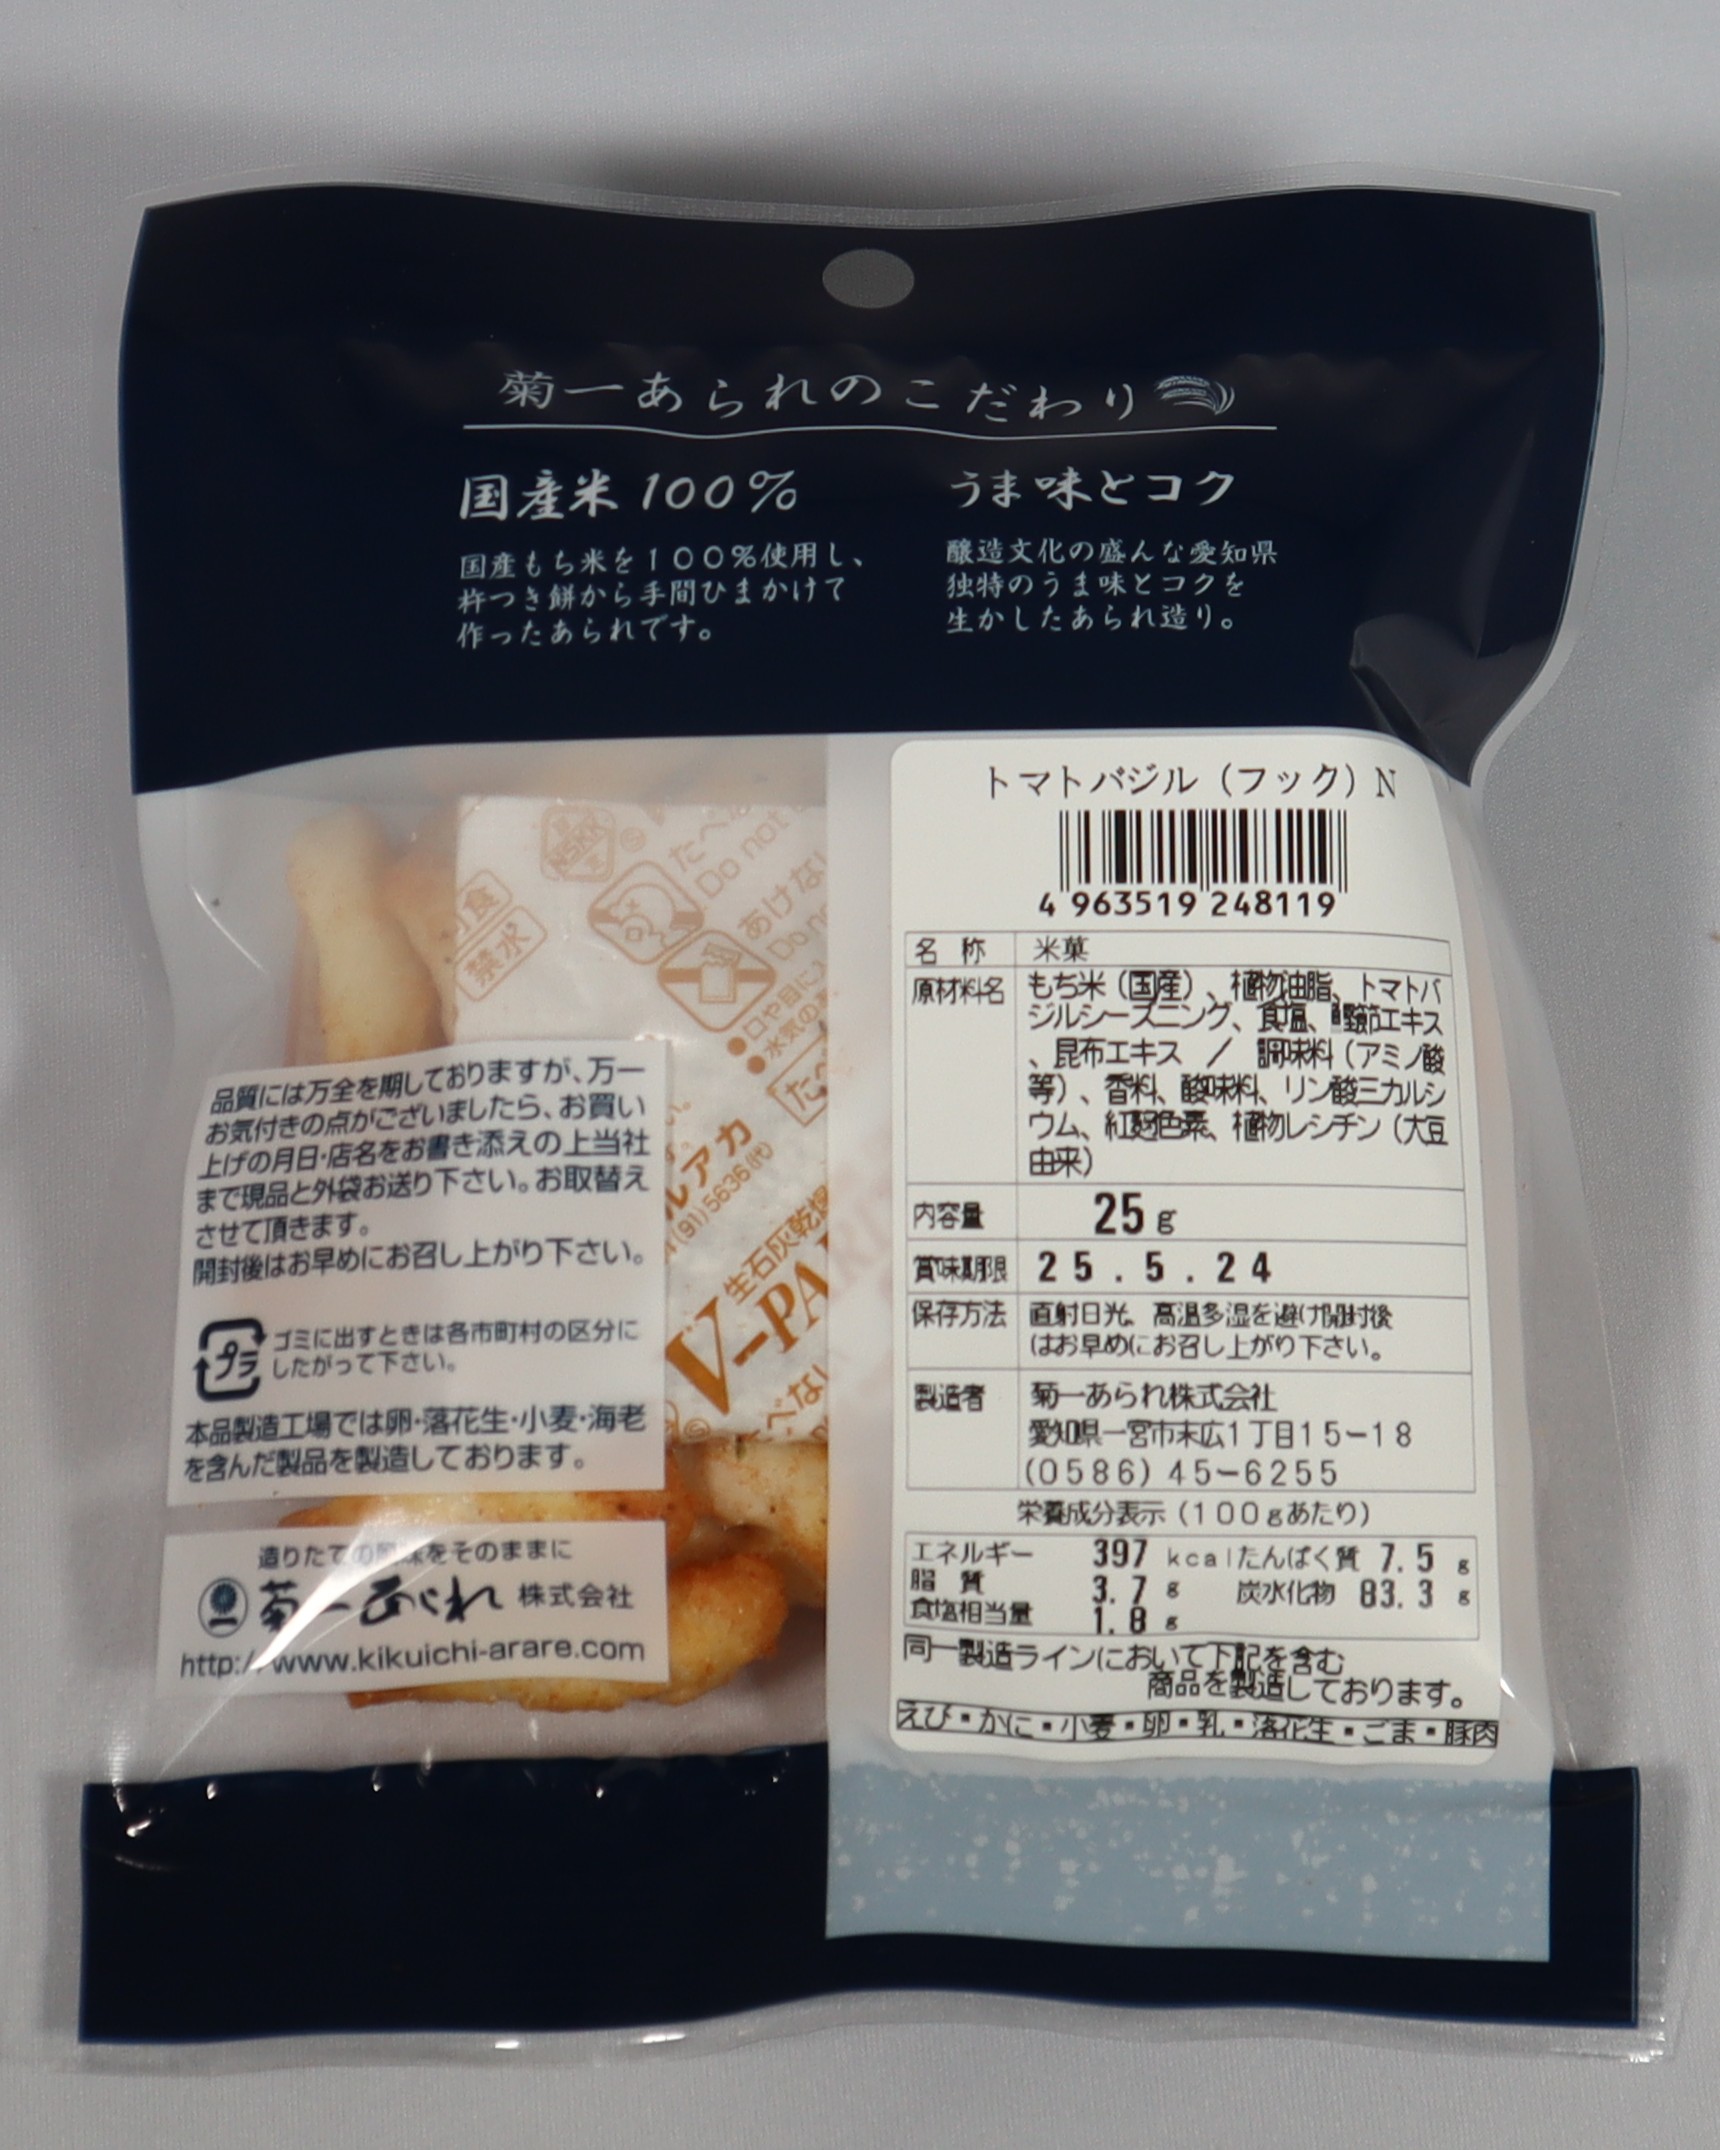 菊一あられのこだわり
国産米100%
国産もち米を100%使用し、
杵つき餅から手間ひまかけて
作ったあられです。
うま味とコク
醸造文化の盛んな愛知県
独特のうま味とコクを
生かしたあられ造り。
トマトバジル（フック）N
4 963519 248119
名 称 米菓
原材料名 もち米（国産）、植物油脂、トマトバ
ジルシーズニング、食塩、鰹節エキス
、昆布エキス ／ 調味料（アミノ酸
等）、香料、酸味料、リン酸三カルシ
ウム、紅麹色素、植物レシチン（大豆
由来）
内容量 25g
賞味期限 25.5.24
保存方法 直射日光、高温多湿を避け開封後
はお早めにお召し上がり下さい。
製造者 菊一あられ株式会社
愛知県一宮市末広1丁目15－18
(0586) 45－6255
栄養成分表示（100gあたり）
エネルギー 397 kcal たんぱく質 7.5 g
脂 質 3.7 g 炭水化物 83.3 g
食塩相当量 1.8 g
同一製造ラインにおいて下記を含む
商品を製造しております。
えび・かに・小麦・卵・乳・落花生・ごま・豚肉
禁水
Do not
あけない
生石灰乾燥
V-PA
品質には万全を期しておりますが、万一
お気付きの点がございましたら、お買い
上げの月日・店名をお書き添えの上当社
まで現品と外袋お送り下さい。お取替え
させて頂きます。
開封後はお早めにお召し上がり下さい。
プラ
ゴミに出すときは各市町村の区分に
したがって下さい。
本品製造工場では卵・落花生・小麦・海老
を含んだ製品を製造しております。
造りたての風味をそのままに
菊一あられ 株式会社
http://www.kikuichi-arare.com